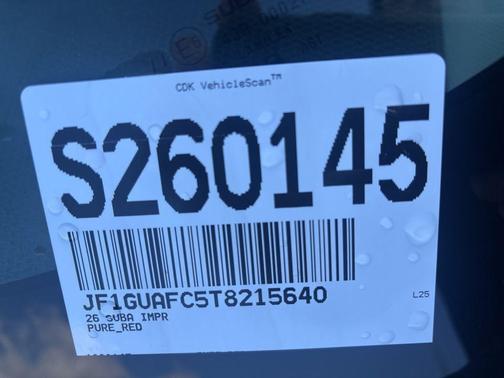 CDK VehicleScan™
S260145
JF1GUAFC5T8215640
L25
26 SUBA IMPR
PURE_RED